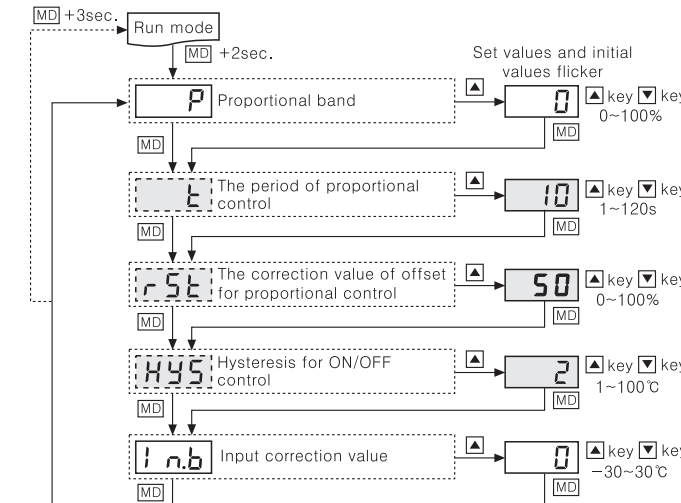 MD +3sec.
Run mode
MD +2sec.
Set values and initial
values flicker
P Proportional band
▲
0
▲ key ▼ key
0~100%
MD
MD
t The period of proportional
control
▲
10
▲ key ▼ key
1~120s
MD
MD
rSt The correction value of offset
for proportional control
▲
50
▲ key ▼ key
0~100%
MD
MD
HYS Hysteresis for ON/OFF
control
▲
2
▲ key ▼ key
1~100℃
MD
MD
In.b Input correction value
▲
0
▲ key ▼ key
−30~30℃
MD
MD